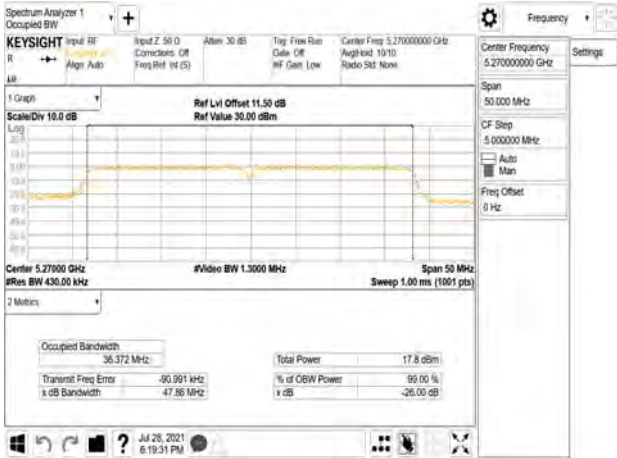 Spectrum Analyzer 1
Occupied BW
+
Frequency
KEYSIGHT
Input: RF
Input Z: 50 Ω
Atten: 30 dB
Trig: Free Run
Center Freq: 5.270000000 GHz
R
Corrections: Off
Gate: Off
Avg|Hold: 10/10
Align: Auto
Freq Ref: Int (S)
#IF Gain: Low
Radio Std: None
Center Frequency
5.270000000 GHz
Settings
Span
50.000 MHz
CF Step
5.000000 MHz
Auto
Man
Freq Offset
0 Hz
1 Graph
Ref Lvl Offset 11.50 dB
Scale/Div 10.0 dB
Ref Value 30.00 dBm
Log
Center 5.27000 GHz
#Video BW 1.3000 MHz
Span 50 MHz
#Res BW 430.00 kHz
Sweep 1.00 ms (1001 pts)
2 Metrics
Occupied Bandwidth
36.372 MHz
Total Power
17.8 dBm
Transmit Freq Error
-90.991 kHz
% of OBW Power
99.00 %
x dB Bandwidth
47.86 MHz
x dB
-26.00 dB
?
Jul 28, 2021
6:19:31 PM